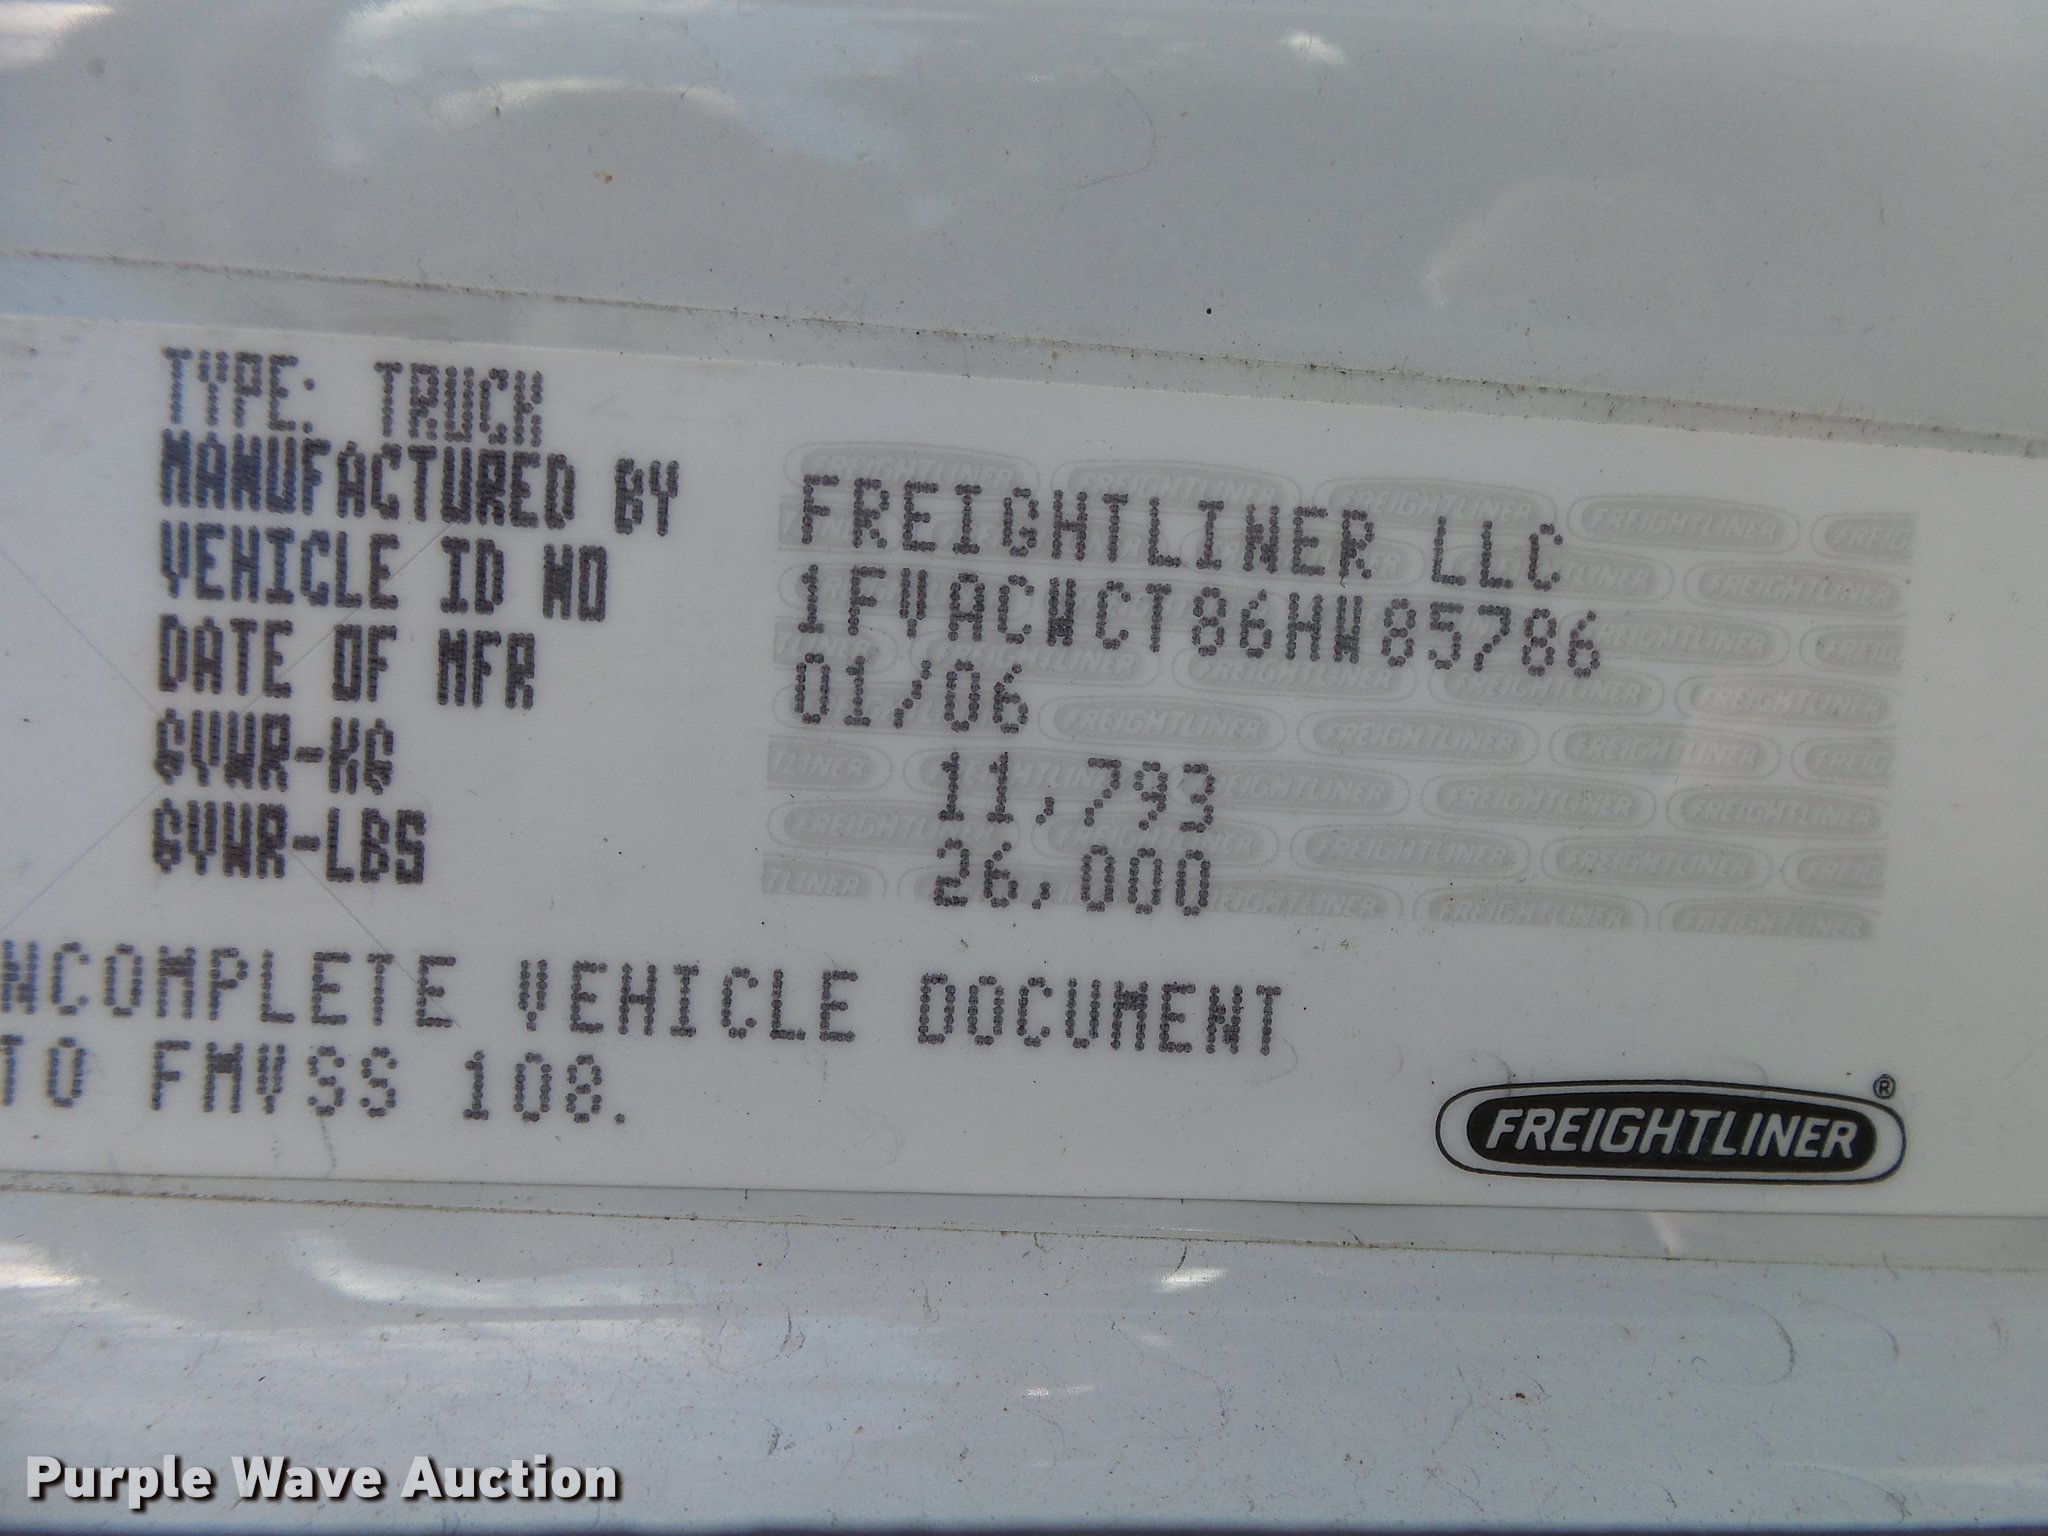 TYPE: TRUCK
MANUFACTURED BY FREIGHTLINER LLC
VEHICLE ID NO 1FVACWCT86HW85786
DATE OF MFR 01/06
GVWR-KG 11,793
GVWR-LBS 26,000
NCOMPLETE VEHICLE DOCUMENT
TO FMVSS 108.
FREIGHTLINER®
Purple Wave Auction